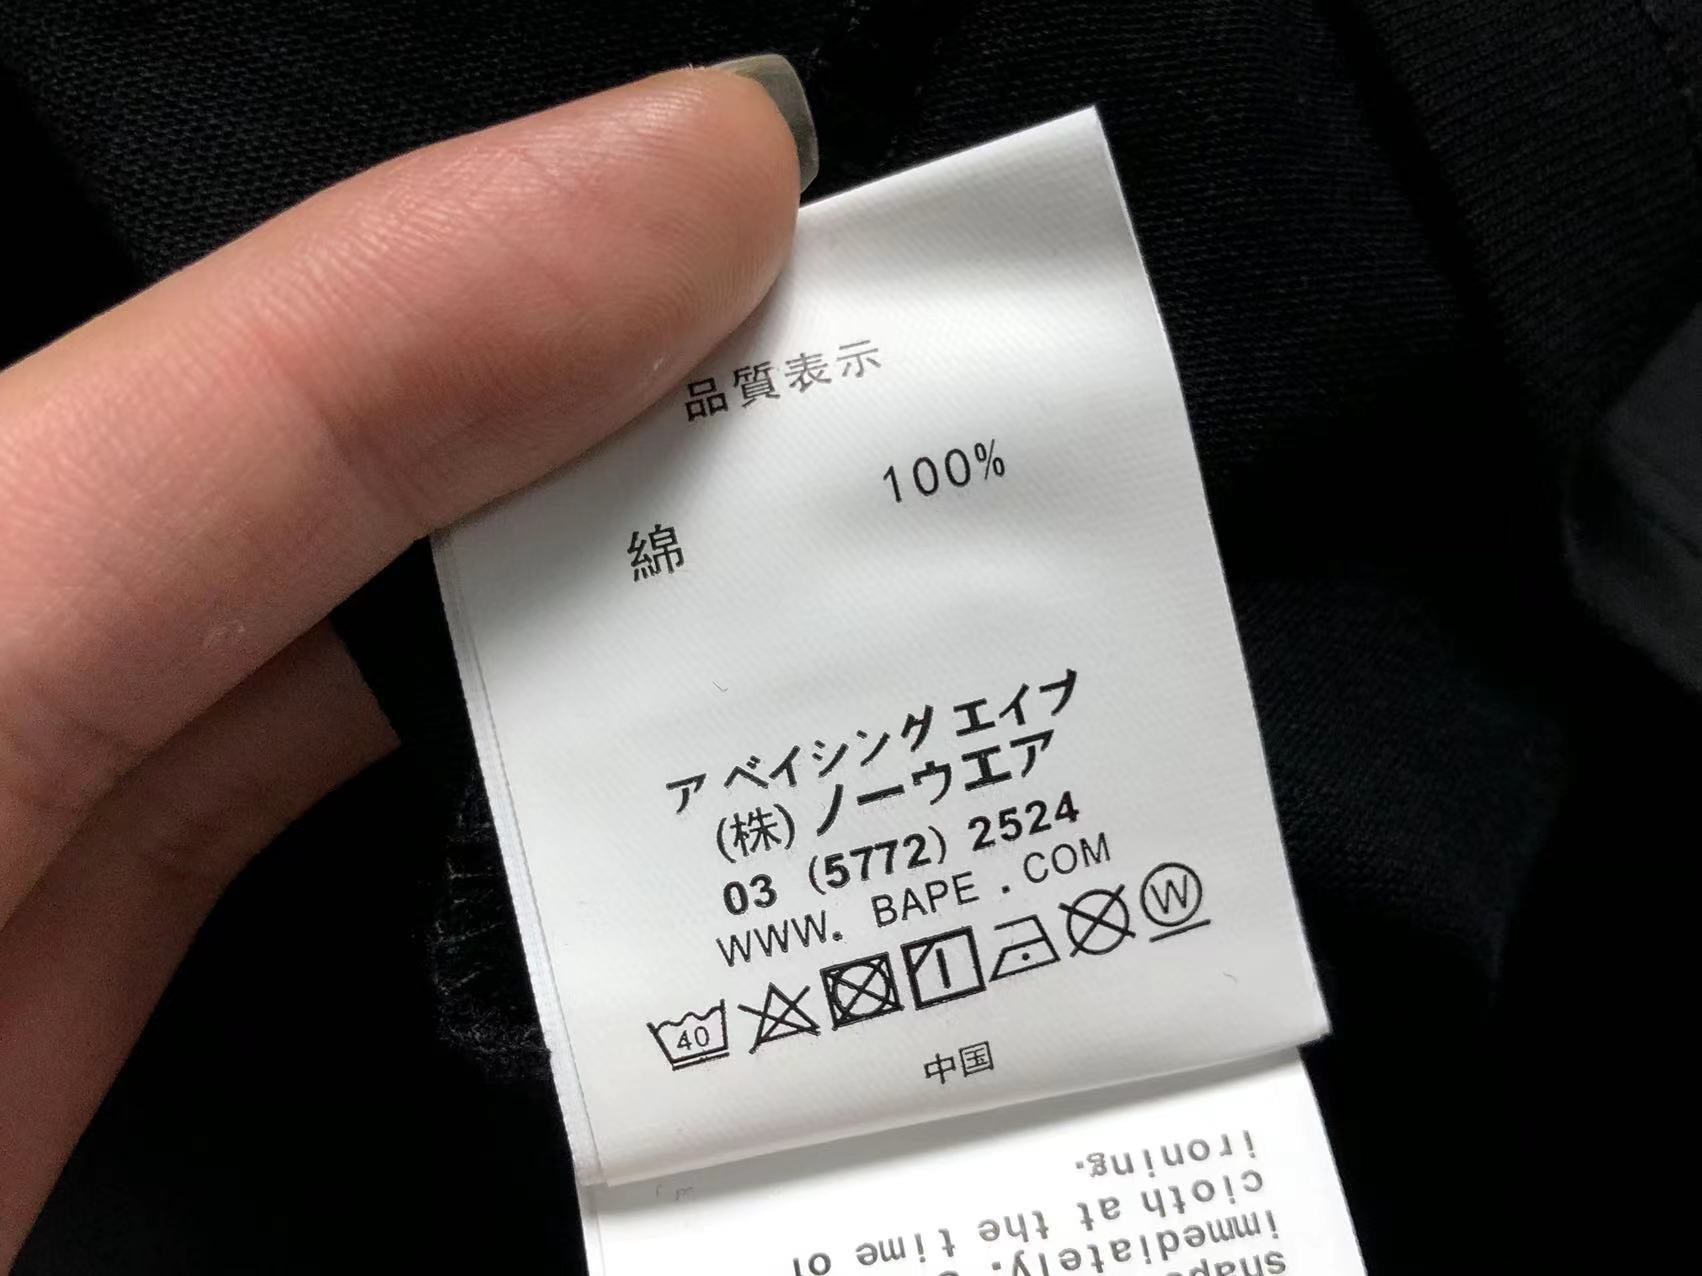 品質表示
100%
綿
ア ベイシング エイプ
(株) ノーウエア
03 (5772) 2524
WWW. BAPE . COM
40
W
中国
shape
immediately.
cloth at the time of
ironing.